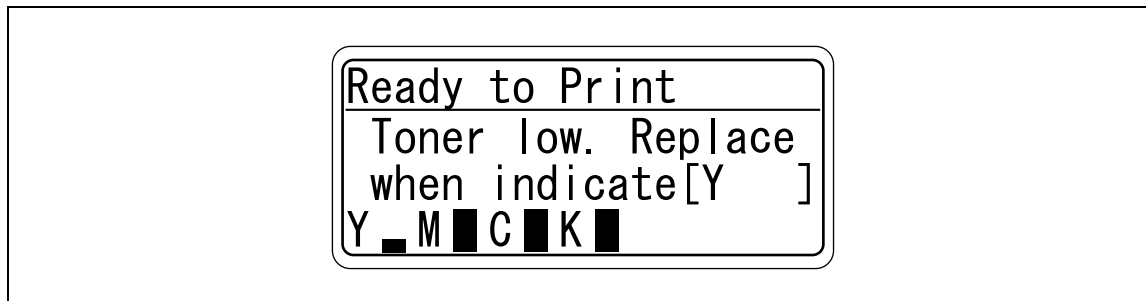 Ready to Print
Toner low. Replace
when indicate[Y   ]
Y▂M█C█K█